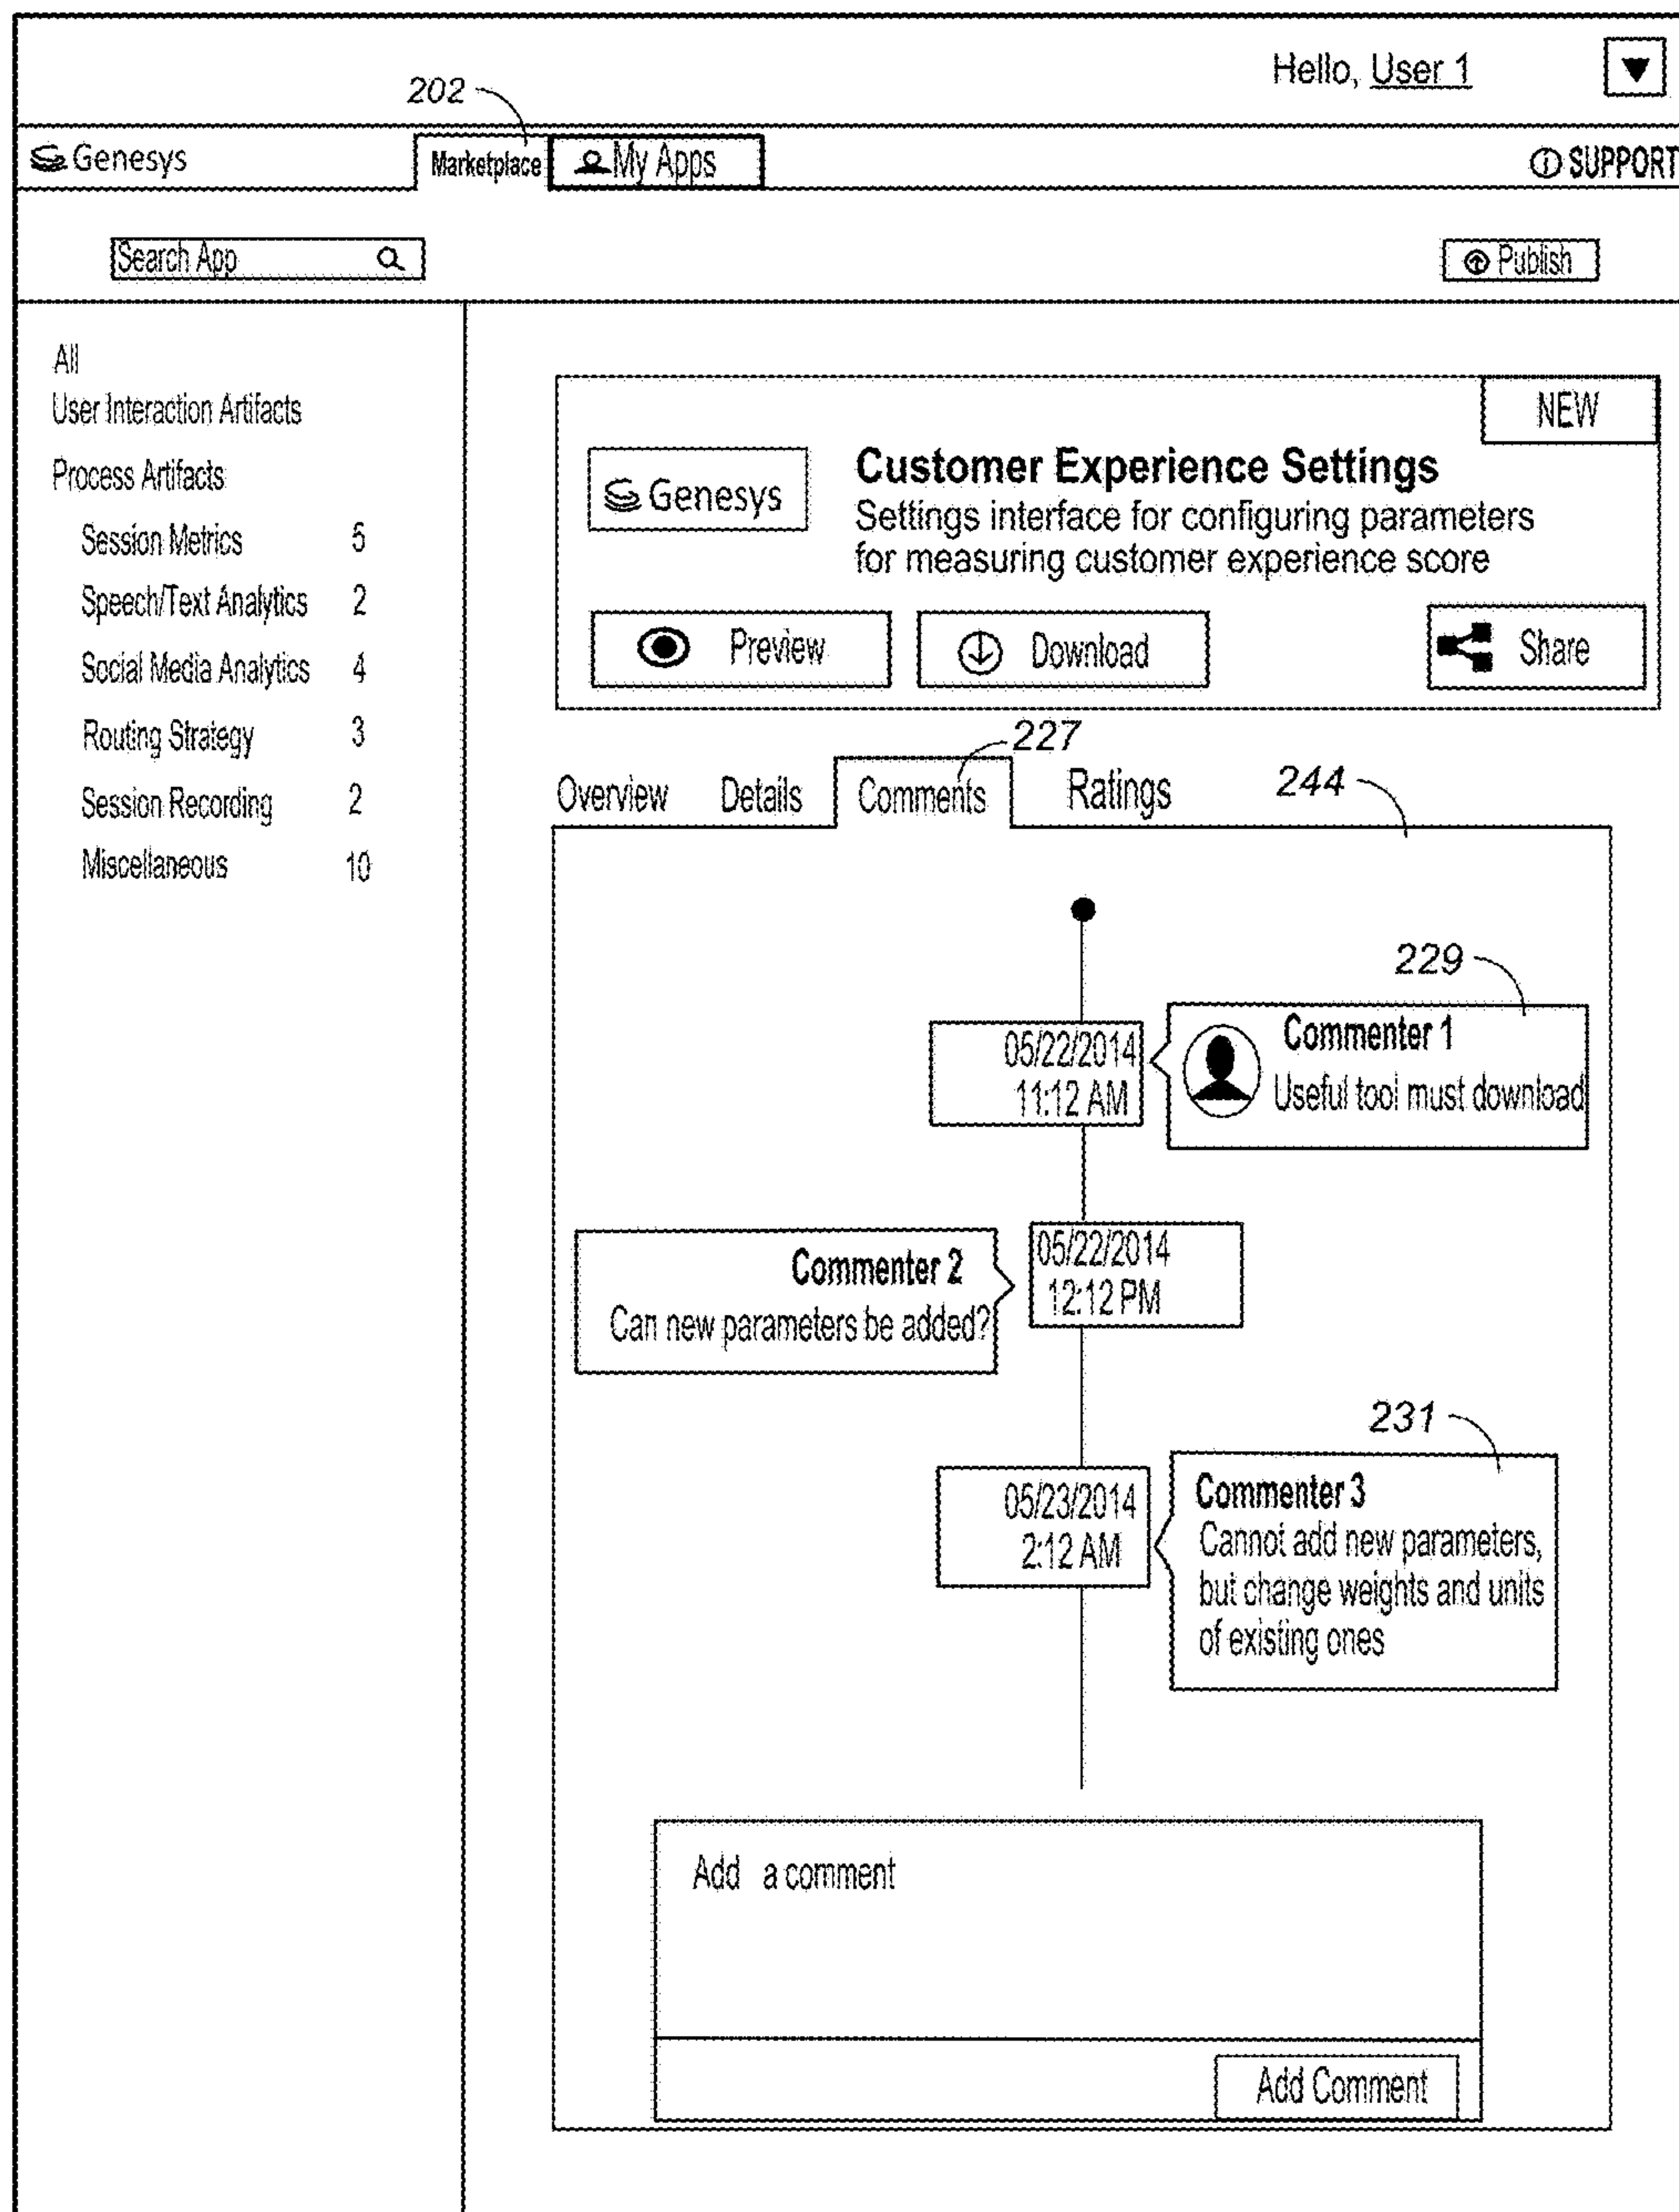 Hello, User 1
202
Genesys
Marketplace
My Apps
SUPPORT
Search App
Publish
All
User Interaction Artifacts
Process Artifacts
Session Metrics 5
Speech/Text Analytics 2
Social Media Analytics 4
Routing Strategy 3
Session Recording 2
Miscellaneous 10
NEW
Genesys
Customer Experience Settings
Settings interface for configuring parameters
for measuring customer experience score
Preview
Download
Share
227
Overview
Details
Comments
Ratings
244
229
05/22/2014
11:12 AM
Commenter 1
Useful tool must download
Commenter 2
Can new parameters be added?
05/22/2014
12:12 PM
231
05/23/2014
2:12 AM
Commenter 3
Cannot add new parameters,
but change weights and units
of existing ones
Add a comment
Add Comment